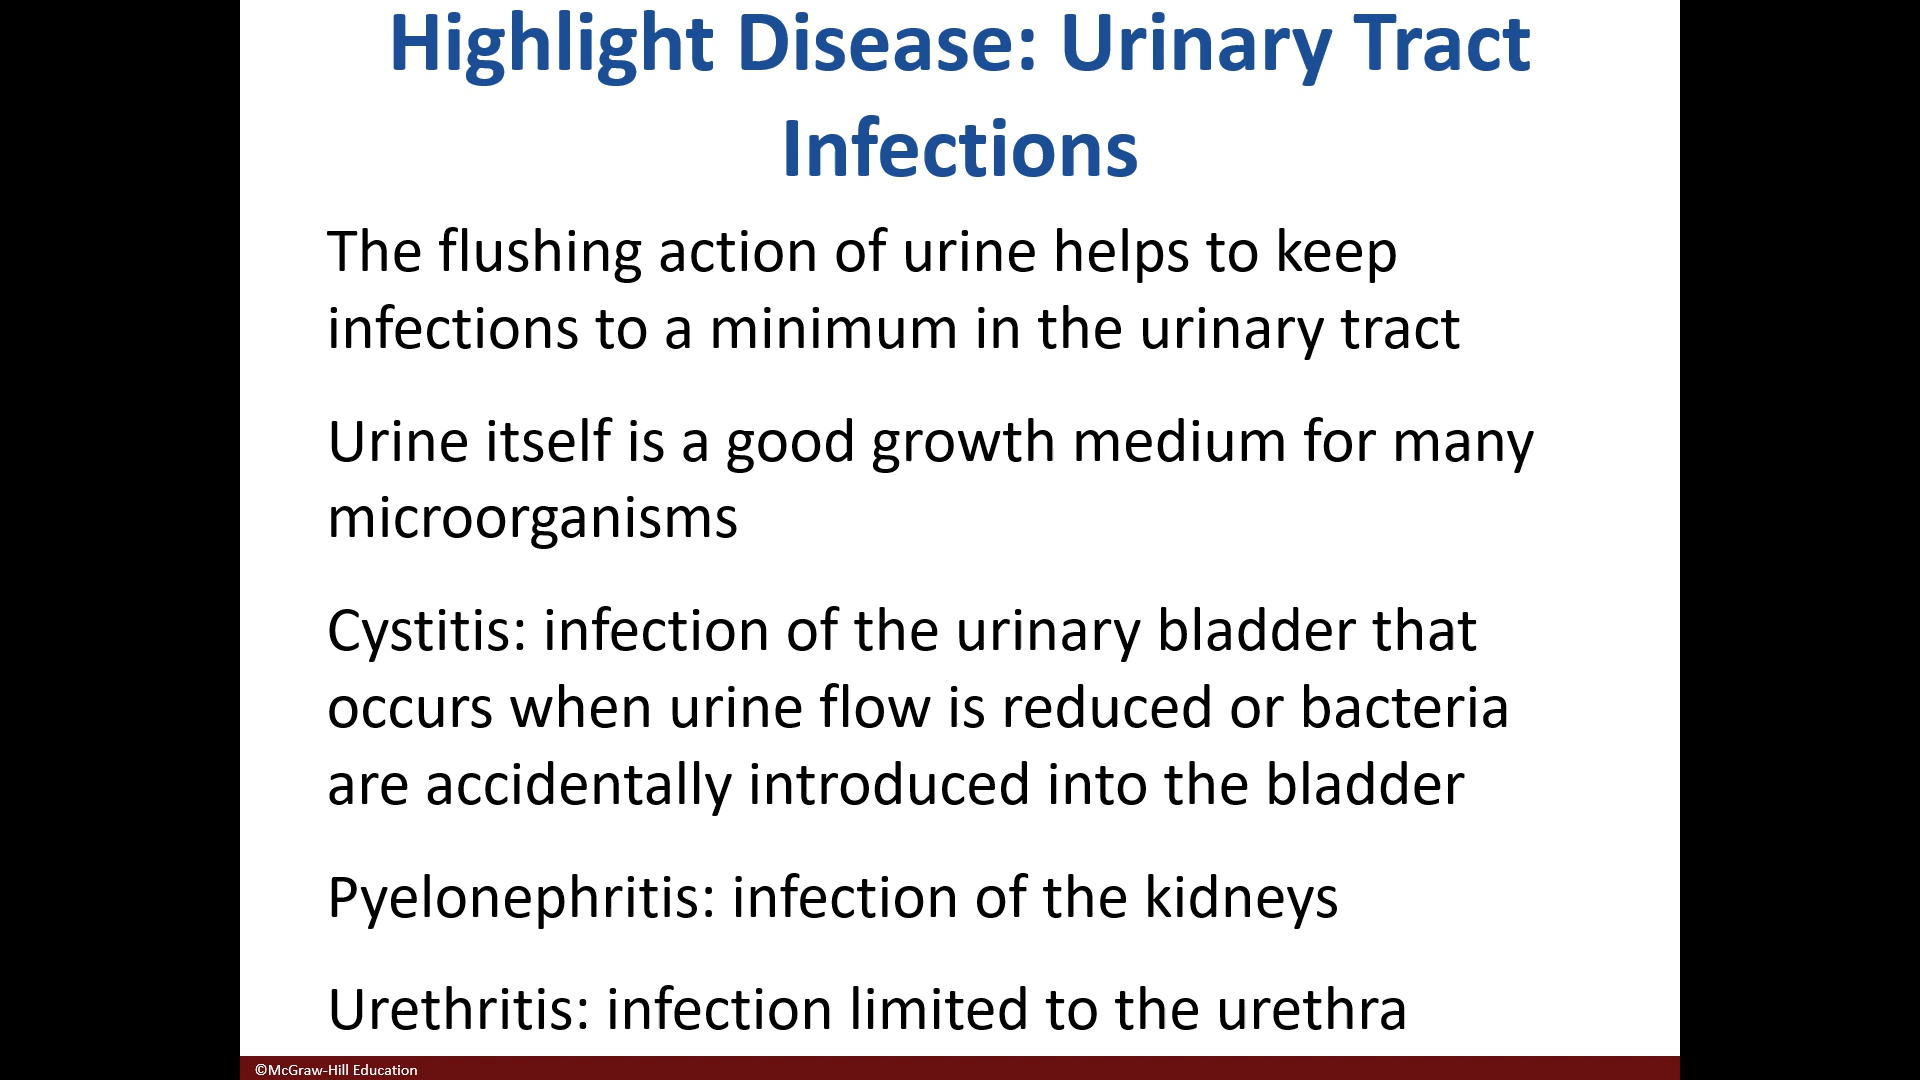 Highlight Disease: Urinary Tract
Infections
The flushing action of urine helps to keep
infections to a minimum in the urinary tract
Urine itself is a good growth medium for many
microorganisms
Cystitis: infection of the urinary bladder that
occurs when urine flow is reduced or bacteria
are accidentally introduced into the bladder
Pyelonephritis: infection of the kidneys
Urethritis: infection limited to the urethra
©McGraw-Hill Education